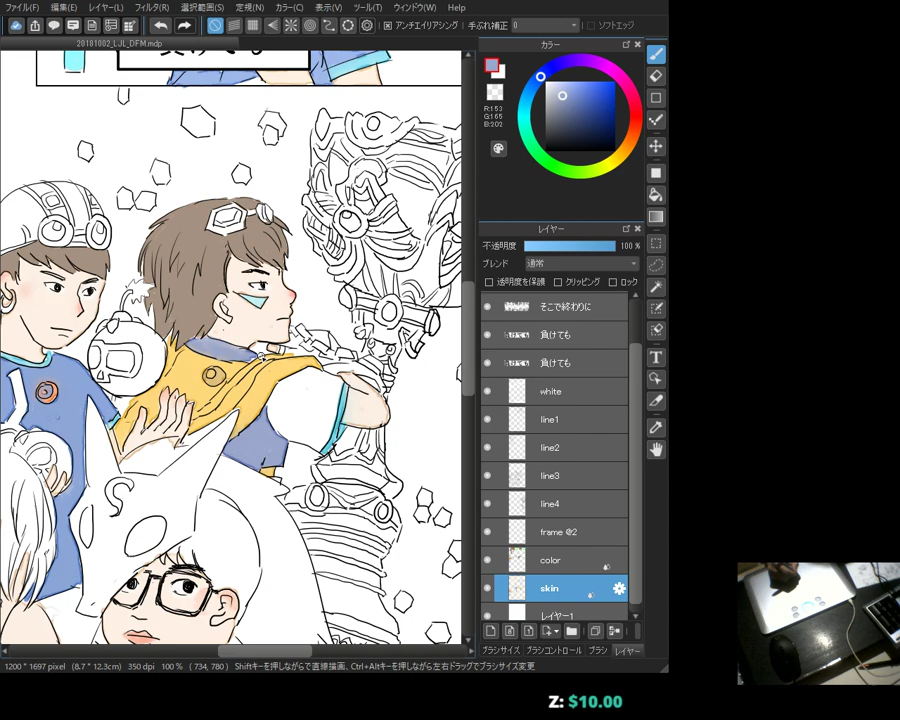 ファイル(F) 編集(E) レイヤー(L) フィルタ(R) 選択範囲(S) 定規(N) カラー(C) 表示(V) ツール(T) ウィンドウ(W) Help
アンチエイリアシング 手ぶれ補正 0 ソフトエッジ
20181002_LJL_DFM.mdp
カラー
R:153
G:165
B:202
レイヤー
不透明度 100 %
ブレンド 通常
透明度を保護 クリッピング ロック
そこで終わりに
負けても
負けても
white
line1
line2
line3
line4
frame のコピー2
color
skin
レイヤー1
ブラシサイズ ブラシコントロール ブラシ レイヤー
1200 * 1697 pixel (8.7 * 12.3cm) 350 dpi 100 % ( 734, 780 ) Shiftキーを押しながらで直線描画、Ctrl+Altキーを押しながら左右ドラッグでブラシサイズ変更
Z: $10.00